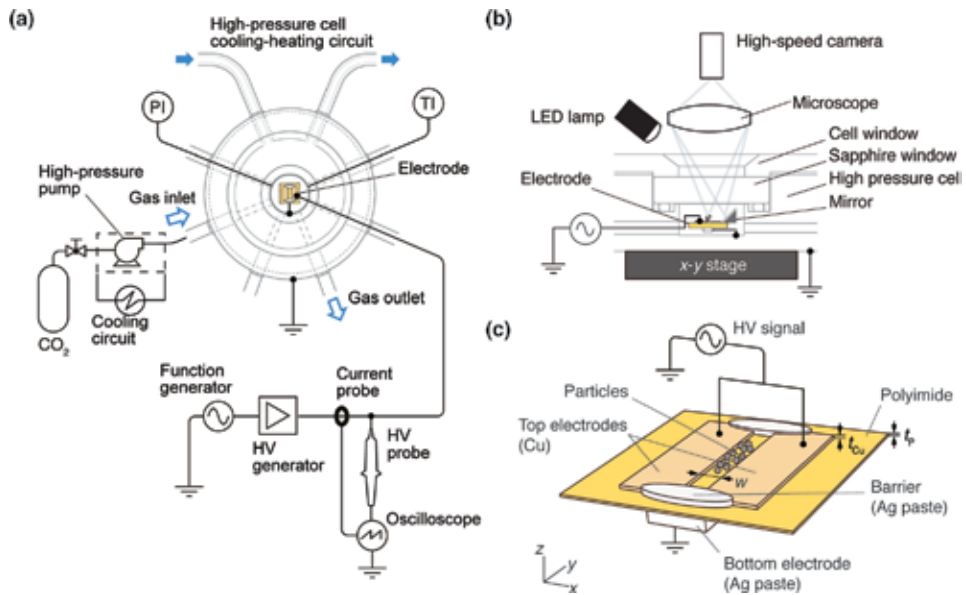 (a)
High-pressure cell
cooling-heating circuit
PI
TI
Electrode
High-pressure
pump
Gas inlet
Gas outlet
Cooling
circuit
CO2
Function
generator
HV
generator
Current
probe
HV
probe
Oscilloscope
(b)
High-speed camera
LED lamp
Microscope
Cell window
Sapphire window
High pressure cell
Mirror
Electrode
x-y stage
(c)
HV signal
Particles
Top electrodes
(Cu)
Polyimide
tP
tCu
w
Barrier
(Ag paste)
Bottom electrode
(Ag paste)
z
y
x